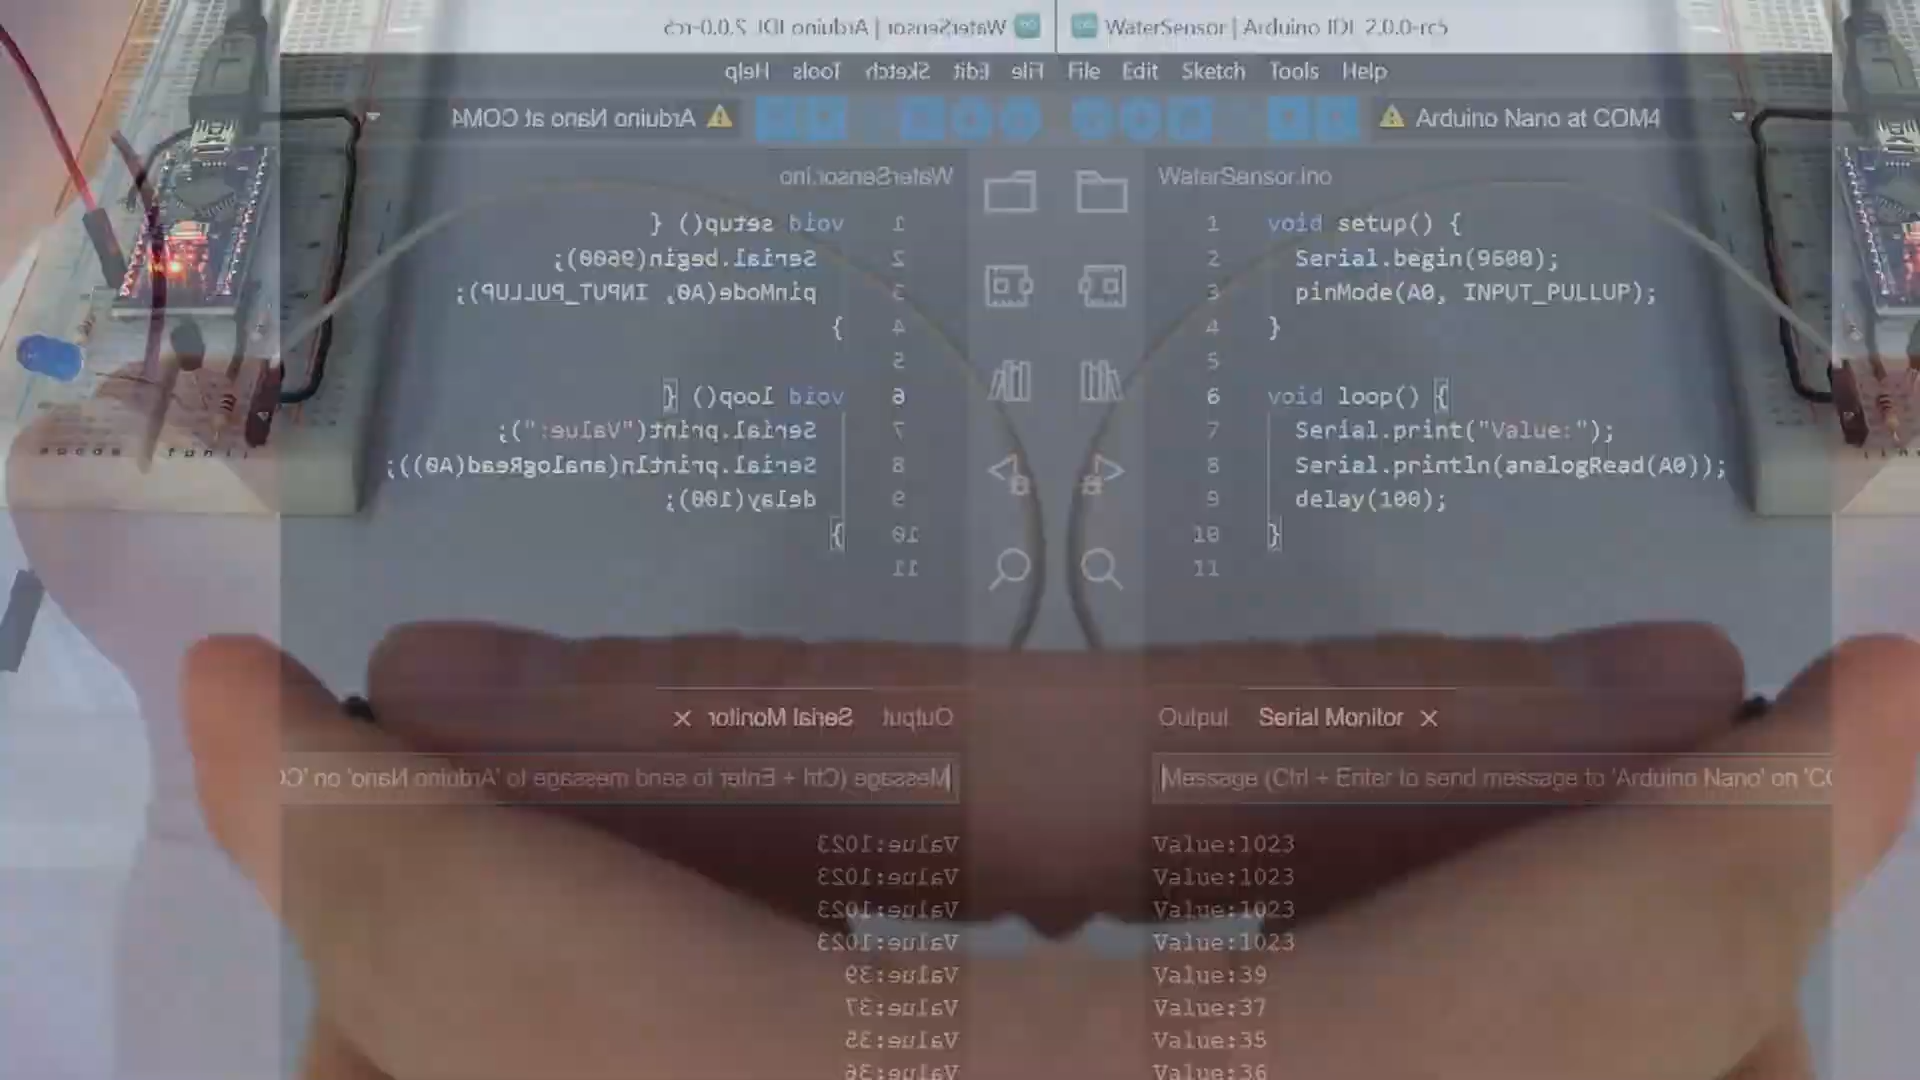 WaterSensor | Arduino IDE 2.0.0-rc5
File Edit Sketch Tools Help
Arduino Nano at COM4
WaterSensor.ino
1 void setup() {
2 Serial.begin(9600);
3 pinMode(A0, INPUT_PULLUP);
4 }
5
6 void loop() {
7 Serial.print("Value:");
8 Serial.println(analogRead(A0));
9 delay(100);
10 }
11
Output Serial Monitor
Message (Ctrl + Enter to send message to 'Arduino Nano' on 'CO
Value:1023
Value:1023
Value:1023
Value:1023
Value:39
Value:37
Value:35
Value:36